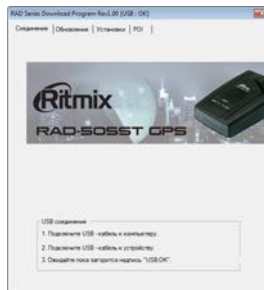 RAD Series Download Program Rev1.00 [USB : OK]
Соединение Обновление Установки POI
Ritmix
RAD-505ST GPS
USB соединение
1. Подключите USB - кабель к компьютеру.
2. Подключите USB - кабель к устройству.
3. Ожидайте пока загорится надпись, "USB:OK".